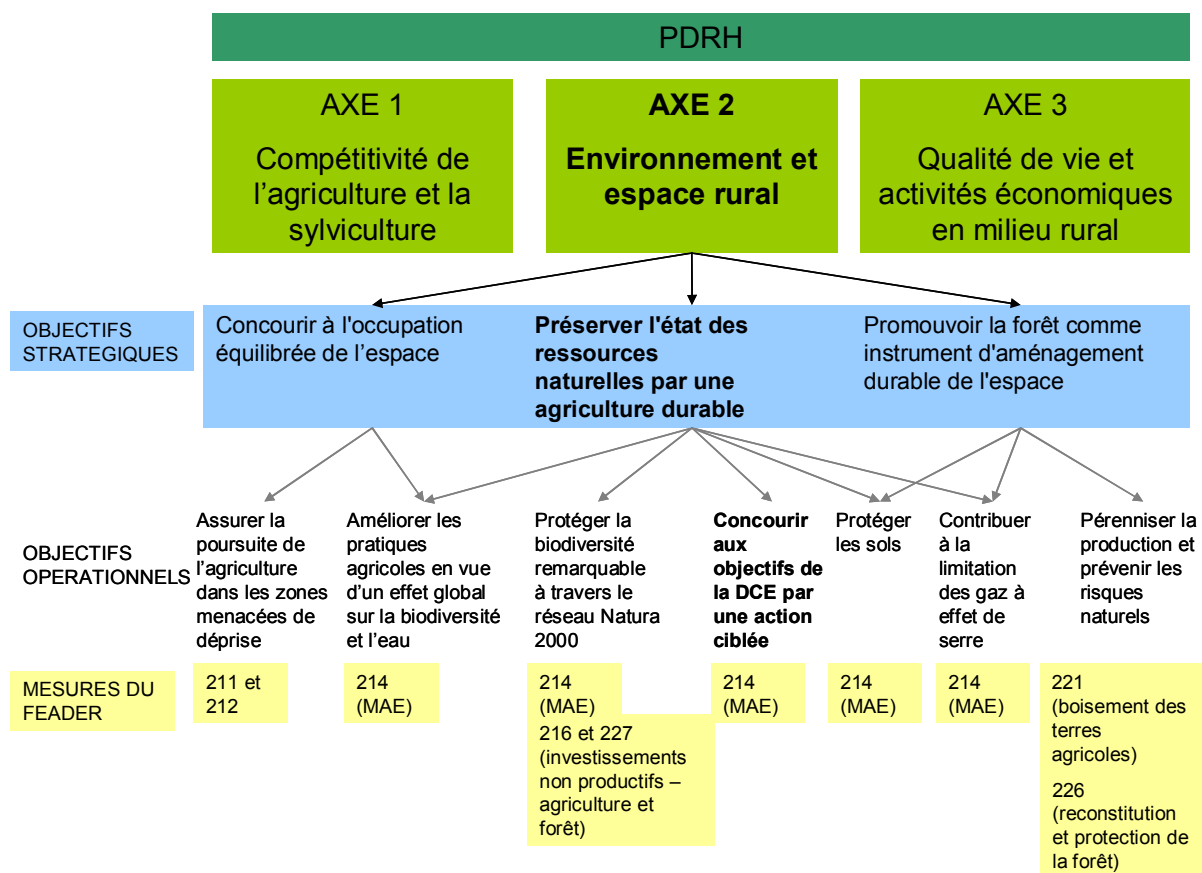 PDRH
AXE 1
Compétitivité de
l'agriculture et la
sylviculture
AXE 2
Environnement et
espace rural
AXE 3
Qualité de vie et
activités économiques
en milieu rural
OBJECTIFS
STRATEGIQUES
Concourir à l'occupation
équilibrée de l'espace
Préserver l'état des
ressources
naturelles par une
agriculture durable
Promouvoir la forêt comme
instrument d'aménagement
durable de l'espace
OBJECTIFS
OPERATIONNELS
Assurer la
poursuite de
l'agriculture
dans les zones
menacées de
déprise
Améliorer les
pratiques
agricoles en vue
d'un effet global
sur la biodiversité
et l'eau
Protéger la
biodiversité
remarquable
à travers le
réseau Natura
2000
Concourir
aux
objectifs de
la DCE par
une action
ciblée
Protéger
les sols
Contribuer
à la
limitation
des gaz à
effet de
serre
Pérenniser la
production et
prévenir les
risques
naturels
MESURES DU
FEADER
211 et
212
214
(MAE)
214
(MAE)
216 et 227
(investissements
non productifs –
agriculture et
forêt)
214
(MAE)
214
(MAE)
214
(MAE)
221
(boisement des
terres
agricoles)
226
(reconstitution
et protection de
la forêt)